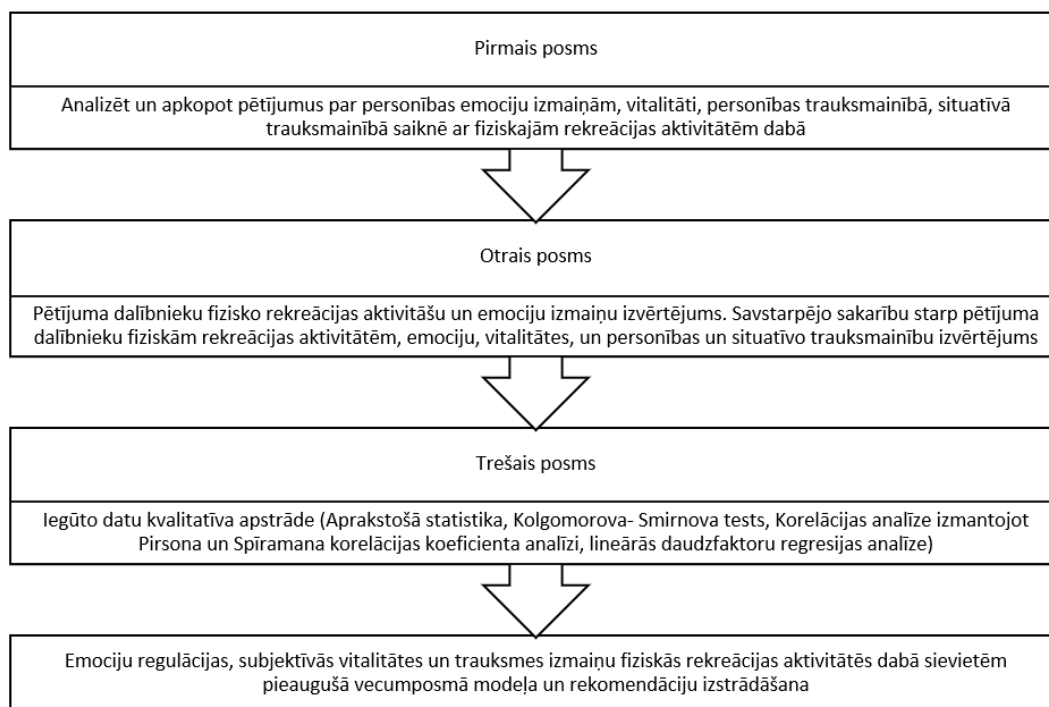 Pirmais posms
Analizēt un apkopot pētījumus par personības emociju izmaiņām, vitalitāti, personības trauksmainībā, situatīvā
trauksmainībā saiknē ar fiziskajām rekreācijas aktivitātēm dabā
Otrais posms
Pētījuma dalībnieku fizisko rekreācijas aktivitāšu un emociju izmaiņu izvērtējums. Savstarpējo sakarību starp pētījuma
dalībnieku fiziskām rekreācijas aktivitātēm, emociju, vitalitātes, un personības un situatīvo trauksmainību izvērtējums
Trešais posms
Iegūto datu kvalitatīva apstrāde (Aprakstošā statistika, Kolgomorova- Smirnova tests, Korelācijas analīze izmantojot
Pirsona un Spīramana korelācijas koeficienta analīzi, lineārās daudzfaktoru regresijas analīze)
Emociju regulācijas, subjektīvās vitalitātes un trauksmes izmaiņu fiziskās rekreācijas aktivitātēs dabā sievietēm
pieaugušā vecumposmā modeļa un rekomendāciju izstrādāšana